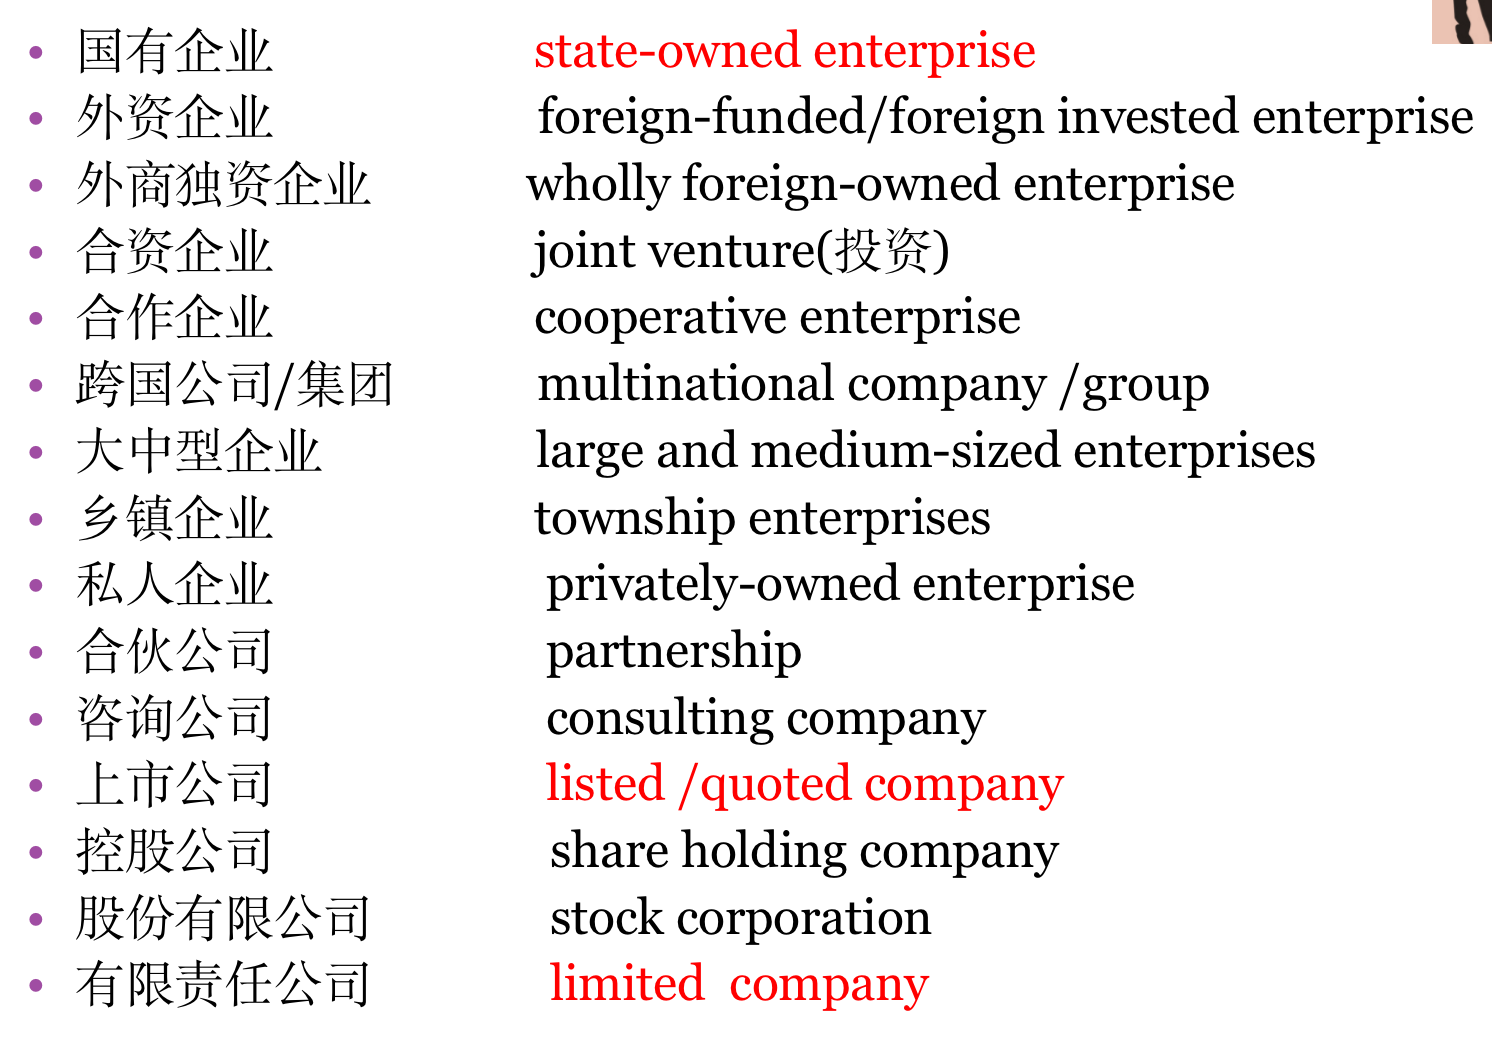 • 国有企业 state-owned enterprise
• 外资企业 foreign-funded/foreign invested enterprise
• 外商独资企业 wholly foreign-owned enterprise
• 合资企业 joint venture(投资)
• 合作企业 cooperative enterprise
• 跨国公司/集团 multinational company /group
• 大中型企业 large and medium-sized enterprises
• 乡镇企业 township enterprises
• 私人企业 privately-owned enterprise
• 合伙公司 partnership
• 咨询公司 consulting company
• 上市公司 listed /quoted company
• 控股公司 share holding company
• 股份有限公司 stock corporation
• 有限责任公司 limited company